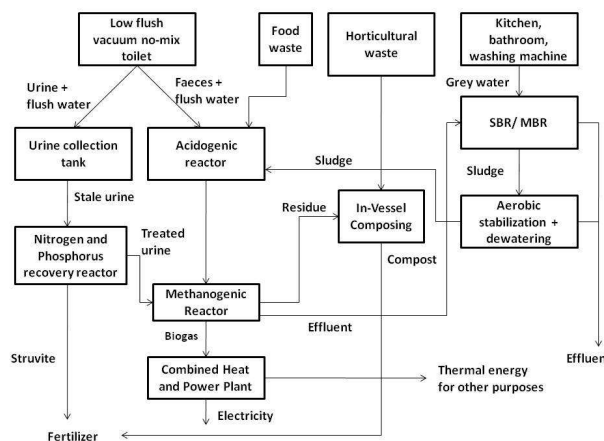 Low flush
vacuum no-mix
toilet
Food
waste
Horticultural
waste
Kitchen,
bathroom,
washing machine
Urine +
flush water
Faeces +
flush water
Grey water
Urine collection
tank
Acidogenic
reactor
SBR/ MBR
Sludge
Sludge
Stale urine
Residue
In-Vessel
Composing
Aerobic
stabilization +
dewatering
Nitrogen and
Phosphorus
recovery reactor
Treated
urine
Compost
Methanogenic
Reactor
Effluent
Biogas
Struvite
Combined Heat
and Power Plant
Thermal energy
for other purposes
Effluen
Electricity
Fertilizer